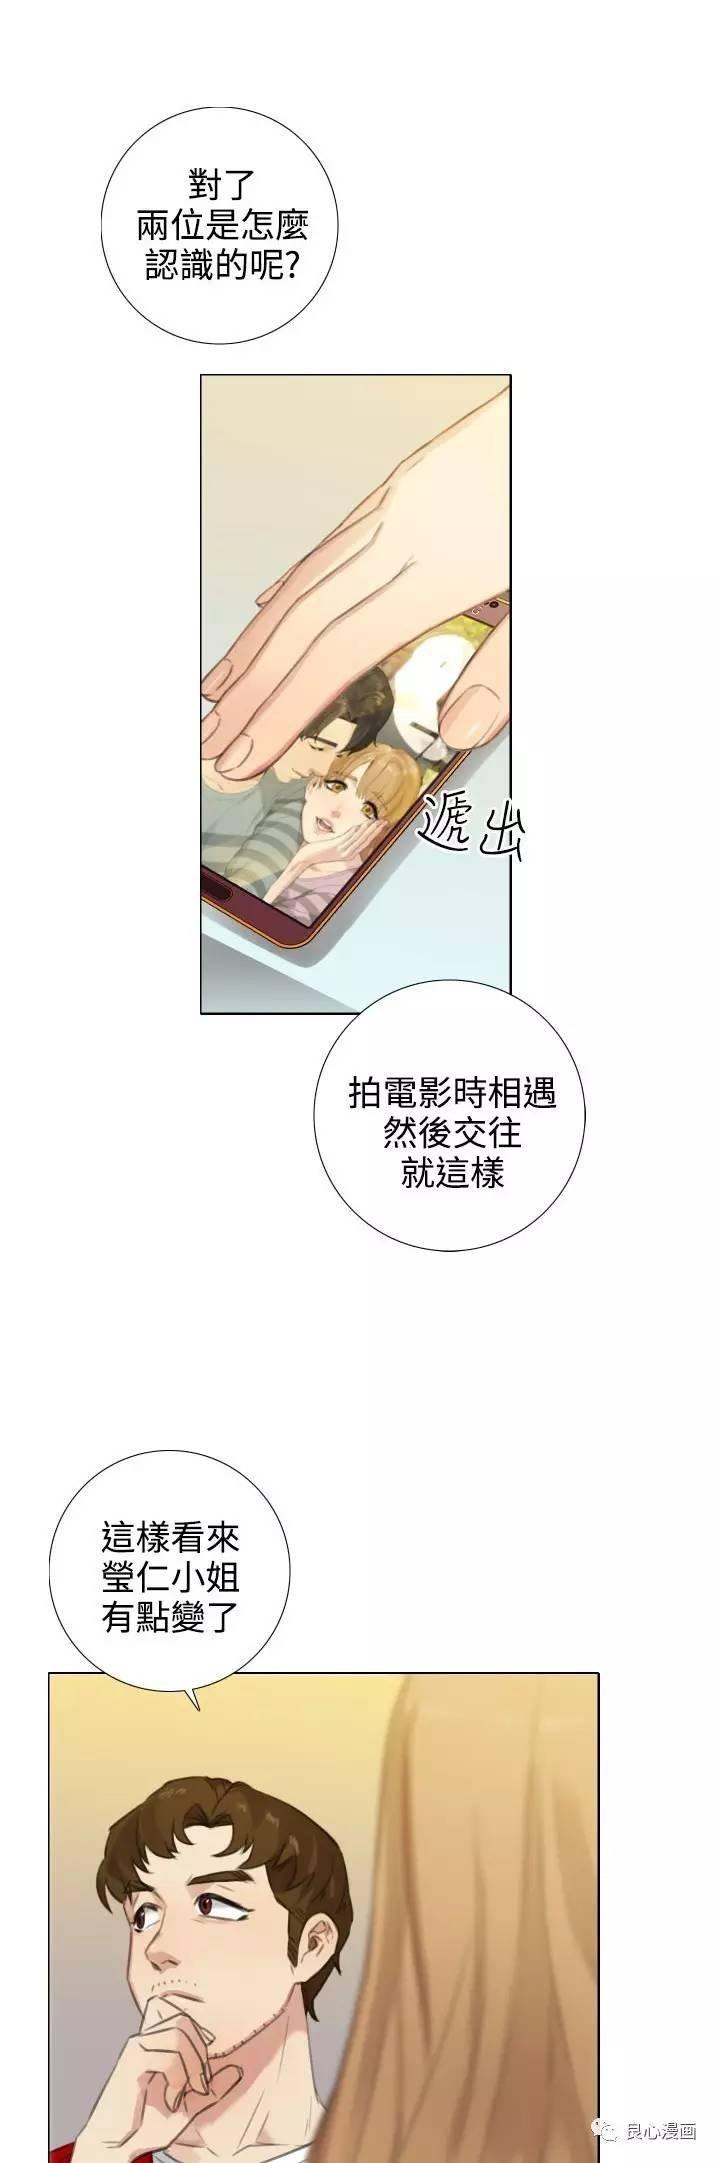 對了
兩位是怎麼
認識的呢?
遞出
拍電影時相遇
然後交往
就這樣
這樣看來
瑩仁小姐
有點變了
良心漫画